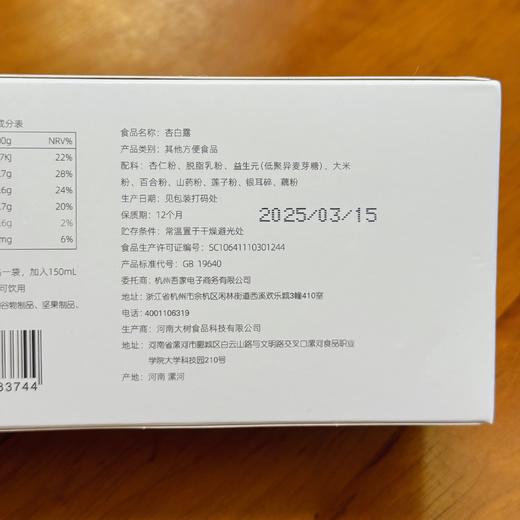 成分表
00g NRV%
7KJ 22%
.7g 28%
.6g 24%
.7g 20%
.6g 2%
mg 6%
一袋，加入150mL
可饮用
谷物制品、坚果制品、
83744
食品名称：杏白露
产品类别：其他方便食品
配料：杏仁粉、脱脂乳粉、益生元（低聚异麦芽糖）、大米
粉、百合粉、山药粉、莲子粉、银耳碎、藕粉
生产日期：见包装打码处
保质期：12个月
2025/03/15
贮存条件：常温置于干燥避光处
食品生产许可证编号：SC10641110301244
产品标准代号：GB 19640
委托商：杭州吾家电子商务有限公司
地址：浙江省杭州市余杭区闲林街道西溪欢乐城3幢410室
电话：4001106319
生产商：河南大树食品科技有限公司
地址：河南省漯河市郾城区白云山路与文明路交叉口漯河食品职业
学院大学科技园210号
产地：河南 漯河